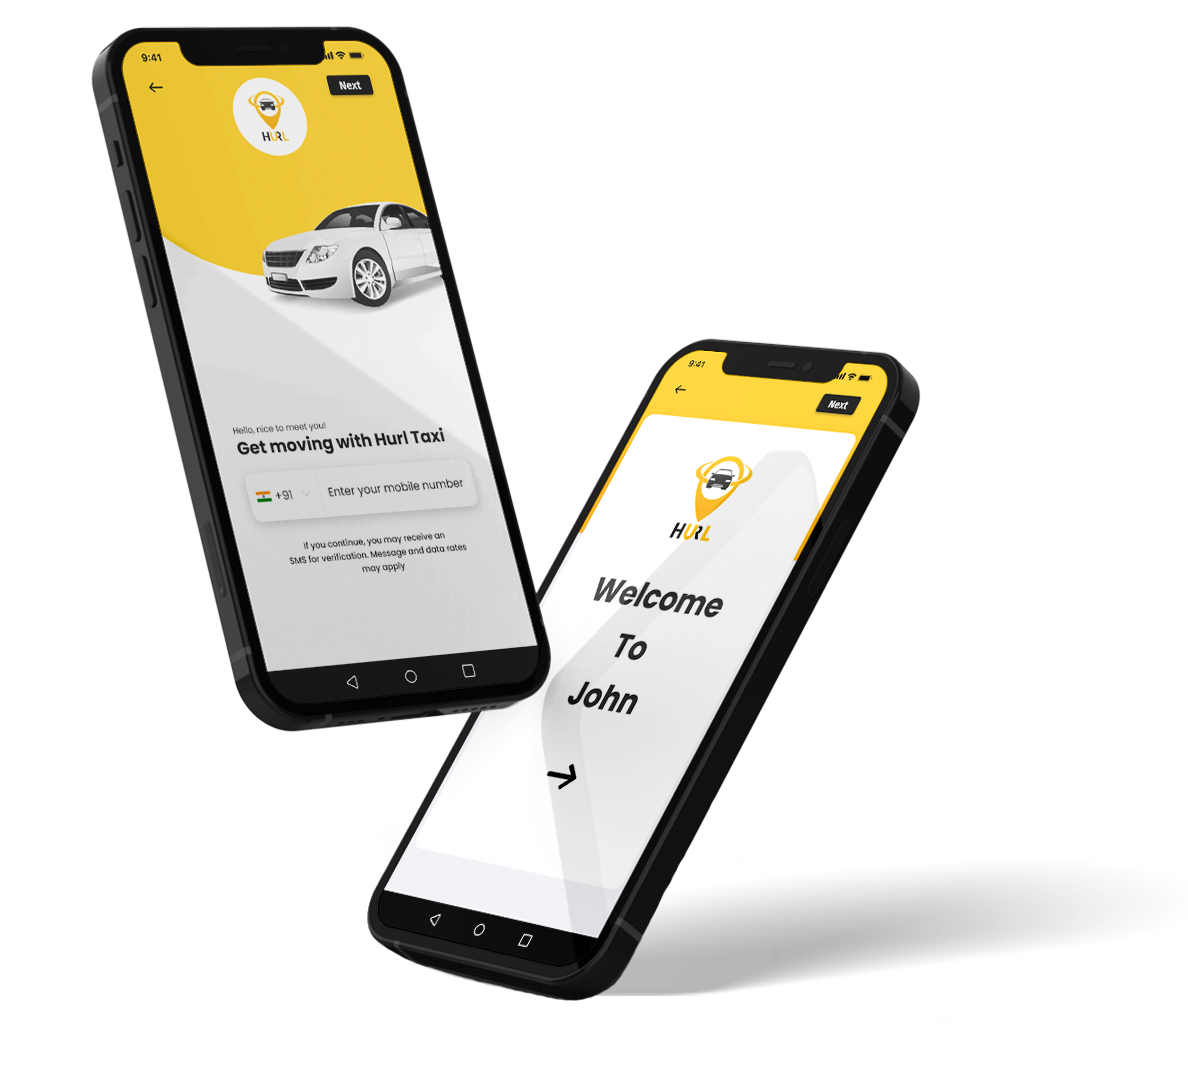 9:41
Next
HURL
Hello, nice to meet you!
Get moving with Hurl Taxi
+91
Enter your mobile number
If you continue, you may receive an
SMS for verification. Message and data rates
may apply
9:41
Next
HURL
Welcome
To
John